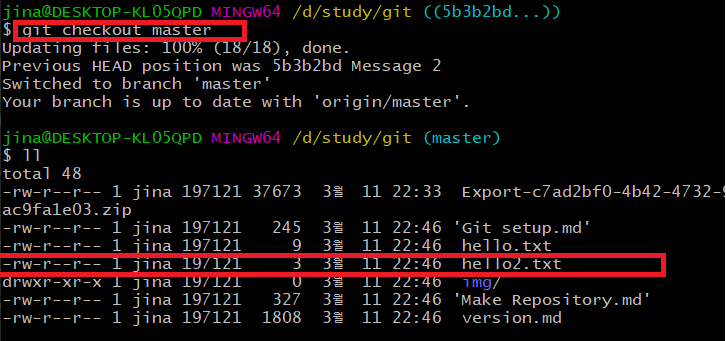 jina@DESKTOP-KL05QPD MINGW64 /d/study/git ((5b3b2bd...))
$ git checkout master
Updating files: 100% (18/18), done.
Previous HEAD position was 5b3b2bd Message 2
Switched to branch 'master'
Your branch is up to date with 'origin/master'.
jina@DESKTOP-KL05QPD MINGW64 /d/study/git (master)
$ ll
total 48
-rw-r--r-- 1 jina 197121 37673  3월  11 22:33  Export-c7ad2bf0-4b42-4732-9
ac9fa1e03.zip
-rw-r--r-- 1 jina 197121   245  3월  11 22:46 'Git setup.md'
-rw-r--r-- 1 jina 197121     9  3월  11 22:46  hello.txt
-rw-r--r-- 1 jina 197121     3  3월  11 22:46  hello2.txt
drwxr-xr-x 1 jina 197121     0  3월  11 22:46  img/
-rw-r--r-- 1 jina 197121   327  3월  11 22:46 'Make Repository.md'
-rw-r--r-- 1 jina 197121  1808  3월  11 22:46  version.md